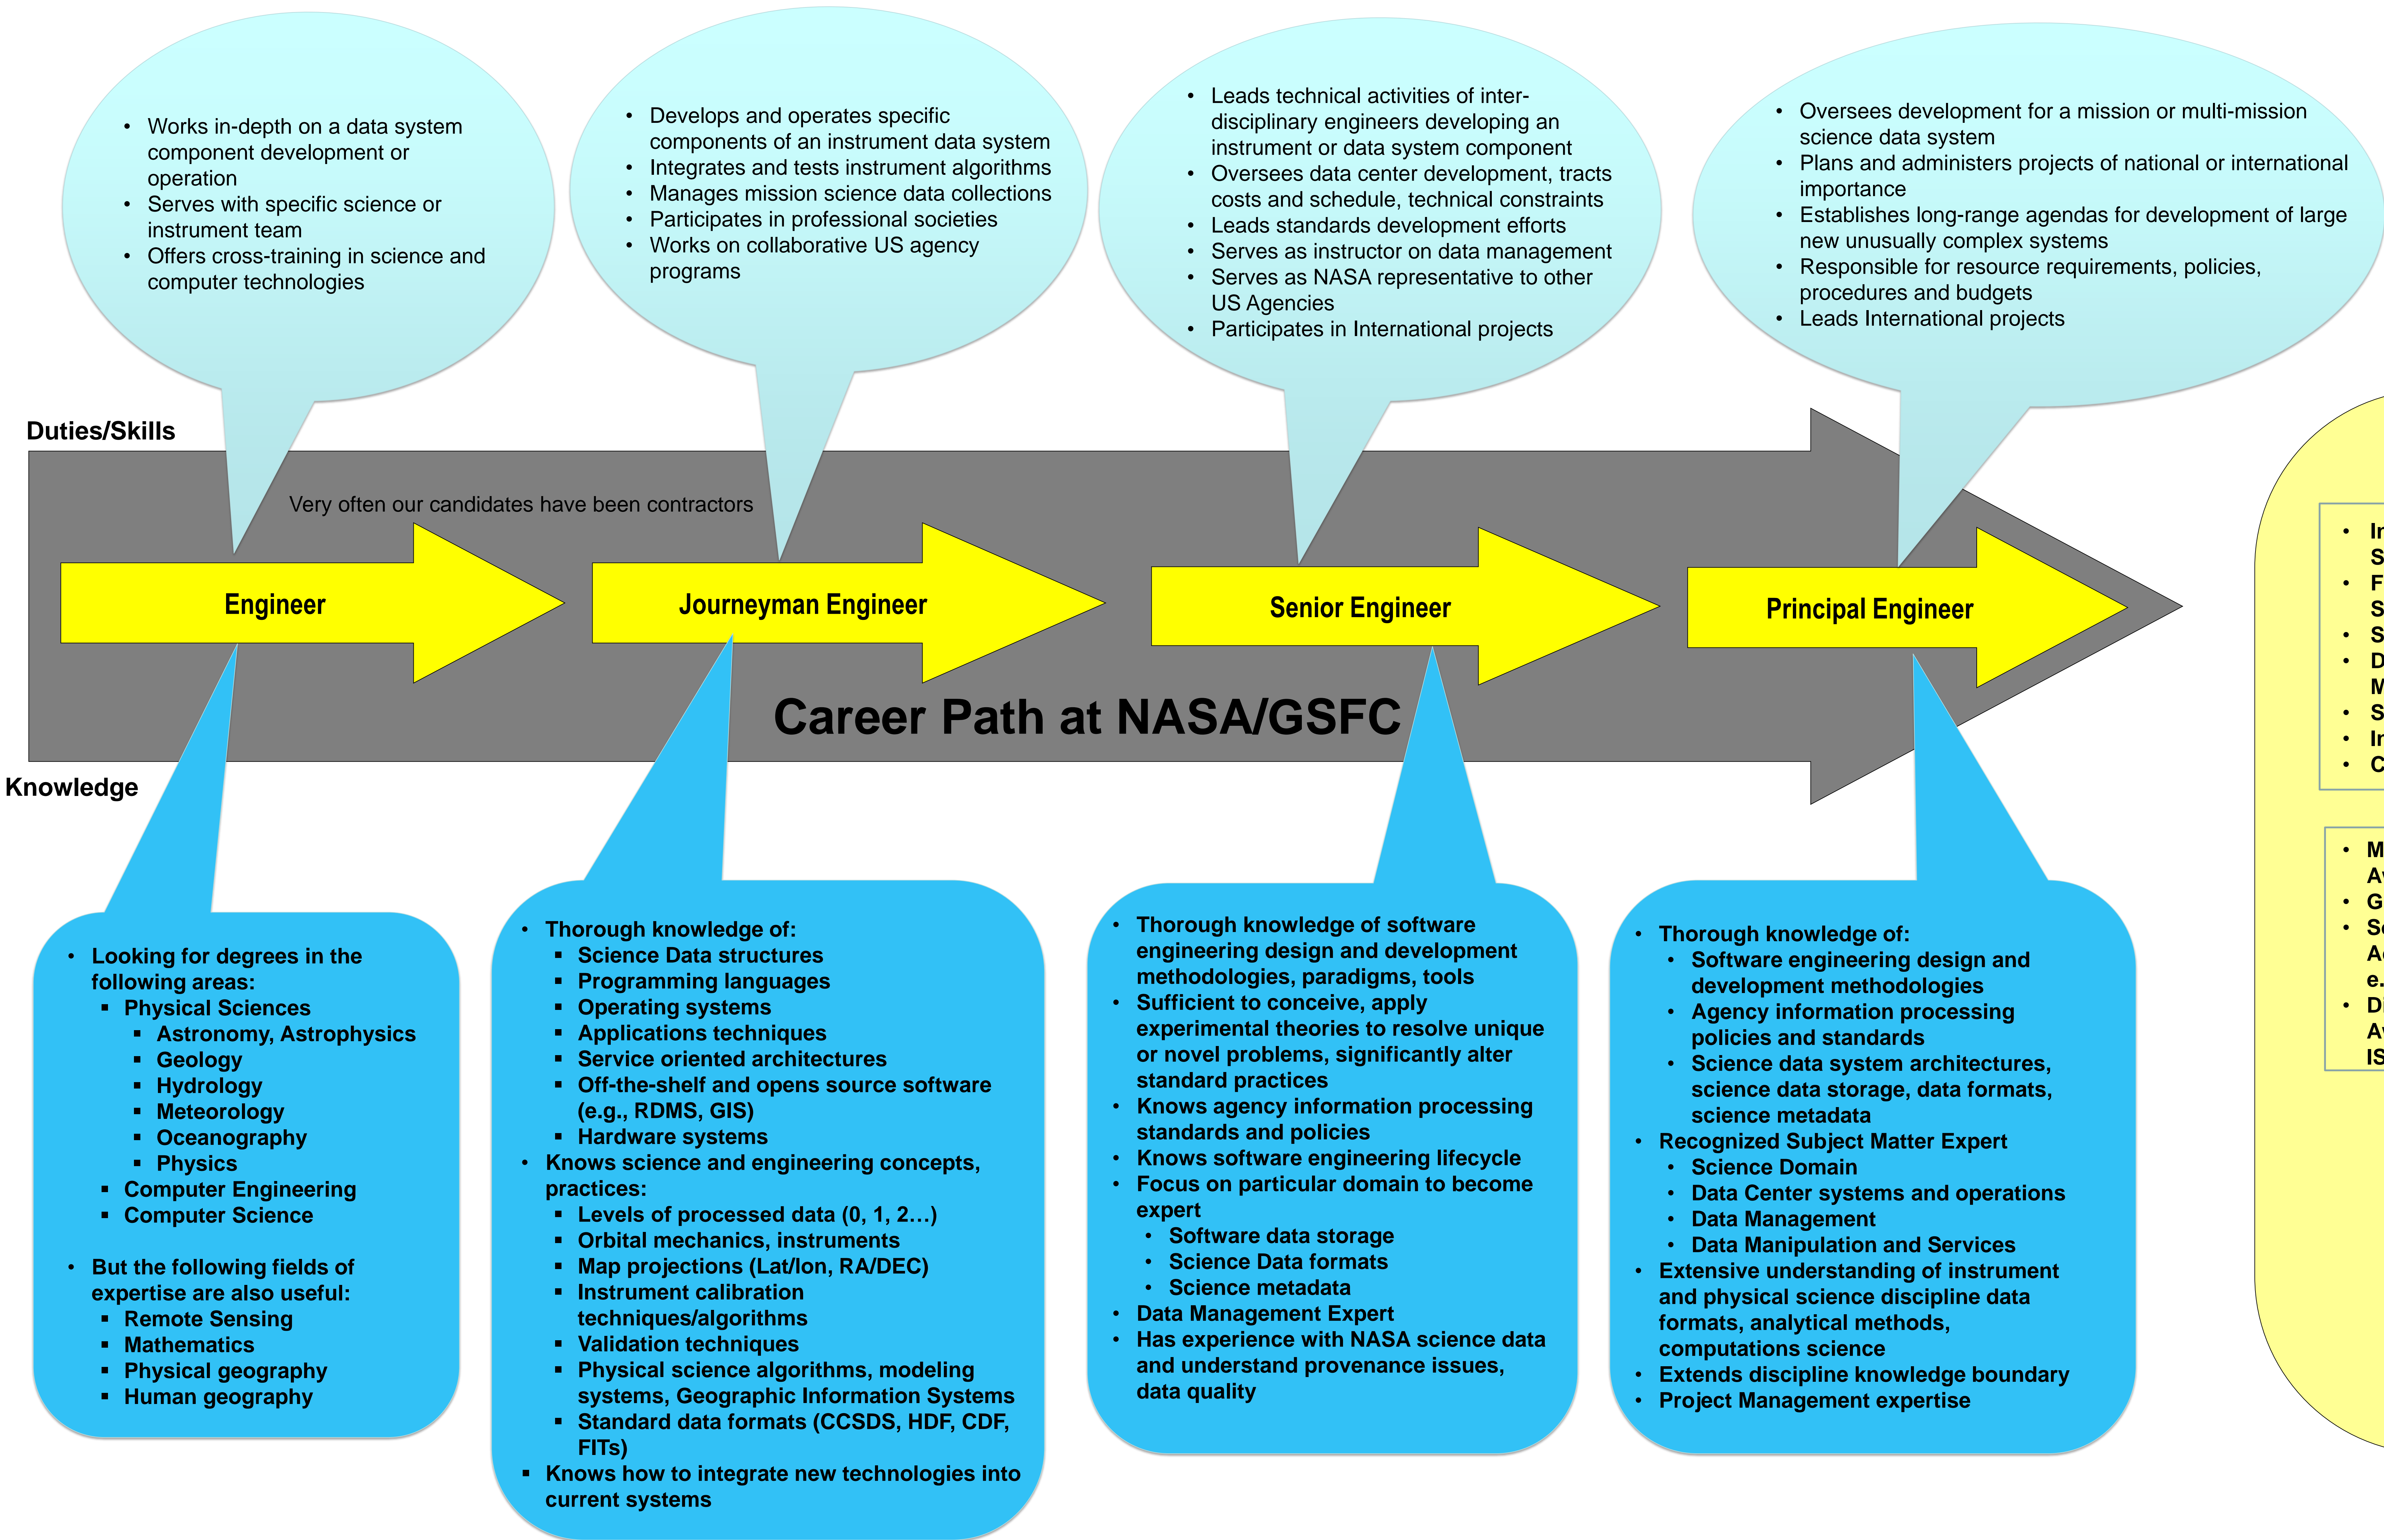 • Works in-depth on a data system
component development or
operation
• Serves with specific science or
instrument team
• Offers cross-training in science and
computer technologies
• Develops and operates specific
components of an instrument data system
• Integrates and tests instrument algorithms
• Manages mission science data collections
• Participates in professional societies
• Works on collaborative US agency
programs
• Leads technical activities of inter-
disciplinary engineers developing an
instrument or data system component
• Oversees data center development, tracts
costs and schedule, technical constraints
• Leads standards development efforts
• Serves as instructor on data management
• Serves as NASA representative to other
US Agencies
• Participates in International projects
• Oversees development for a mission or multi-mission
science data system
• Plans and administers projects of national or international
importance
• Establishes long-range agendas for development of large
new unusually complex systems
• Responsible for resource requirements, policies,
procedures and budgets
• Leads International projects
Duties/Skills
Very often our candidates have been contractors
Engineer
Journeyman Engineer
Senior Engineer
Principal Engineer
Career Path at NASA/GSFC
Knowledge
• Looking for degrees in the
following areas:
▪ Physical Sciences
▪ Astronomy, Astrophysics
▪ Geology
▪ Hydrology
▪ Meteorology
▪ Oceanography
▪ Physics
▪ Computer Engineering
▪ Computer Science
• But the following fields of
expertise are also useful:
▪ Remote Sensing
▪ Mathematics
▪ Physical geography
▪ Human geography
• Thorough knowledge of:
▪ Science Data structures
▪ Programming languages
▪ Operating systems
▪ Applications techniques
▪ Service oriented architectures
▪ Off-the-shelf and opens source software
(e.g., RDMS, GIS)
▪ Hardware systems
• Knows science and engineering concepts,
practices:
▪ Levels of processed data (0, 1, 2…)
▪ Orbital mechanics, instruments
▪ Map projections (Lat/lon, RA/DEC)
▪ Instrument calibration
techniques/algorithms
▪ Validation techniques
▪ Physical science algorithms, modeling
systems, Geographic Information Systems
▪ Standard data formats (CCSDS, HDF, CDF,
FITs)
▪ Knows how to integrate new technologies into
current systems
• Thorough knowledge of software
engineering design and development
methodologies, paradigms, tools
• Sufficient to conceive, apply
experimental theories to resolve unique
or novel problems, significantly alter
standard practices
• Knows agency information processing
standards and policies
• Knows software engineering lifecycle
• Focus on particular domain to become
expert
• Software data storage
• Science Data formats
• Science metadata
• Data Management Expert
• Has experience with NASA science data
and understand provenance issues,
data quality
• Thorough knowledge of:
• Software engineering design and
development methodologies
• Agency information processing
policies and standards
• Science data system architectures,
science data storage, data formats,
science metadata
• Recognized Subject Matter Expert
• Science Domain
• Data Center systems and operations
• Data Management
• Data Manipulation and Services
• Extensive understanding of instrument
and physical science discipline data
formats, analytical methods,
computations science
• Extends discipline knowledge boundary
• Project Management expertise